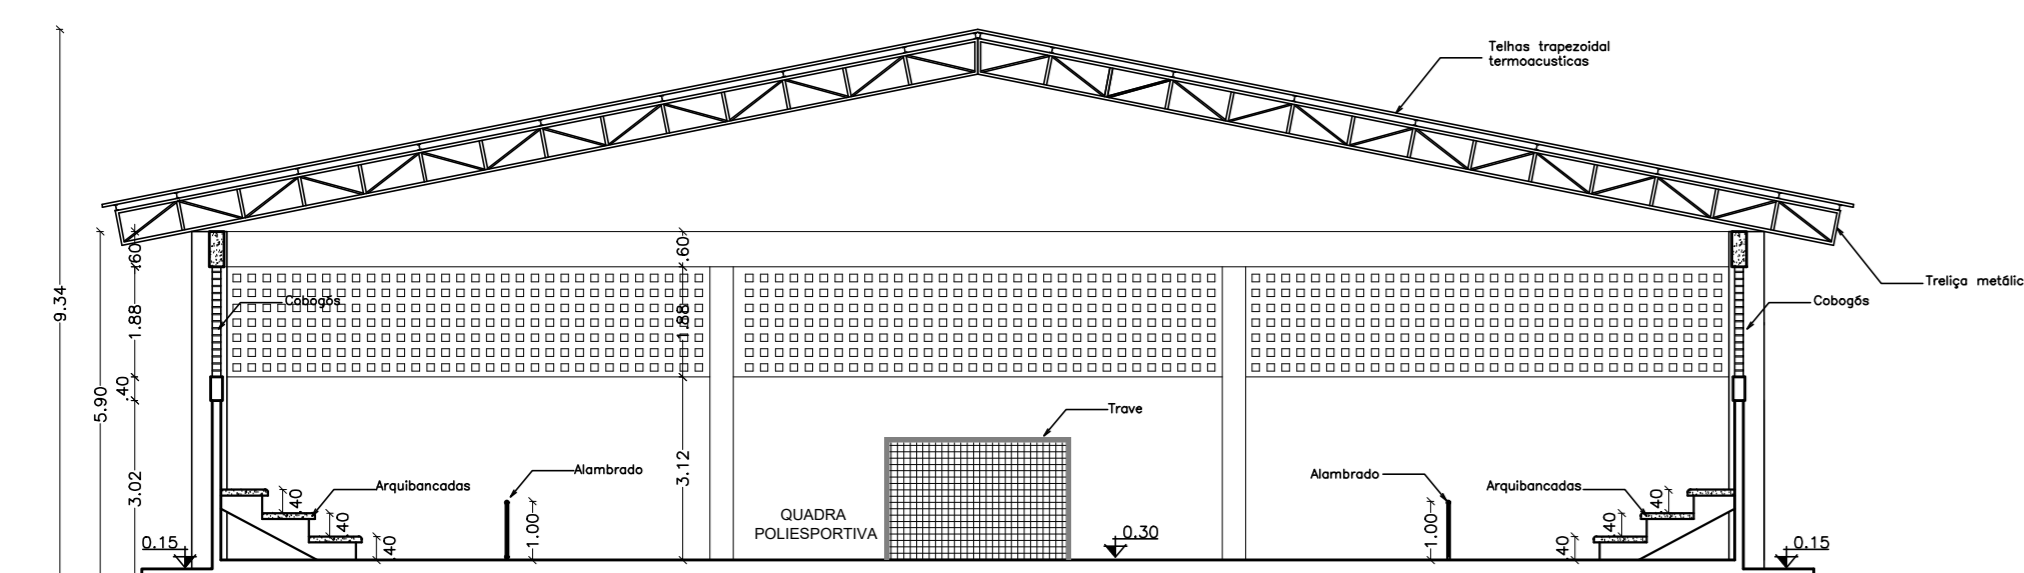 Telhas trapezoidal
termoacusticas
.60
.60
9.34
Treliça metálic
Cobogós
Cobogós
1.88
1.88
.40
5.90
Trave
3.02
3.12
Alambrado
Alambrado
Arquibancadas
Arquibancadas
.40
.40
.40
.40
.40
.40
1.00
1.00
QUADRA
POLIESPORTIVA
0.30
0.15
0.15